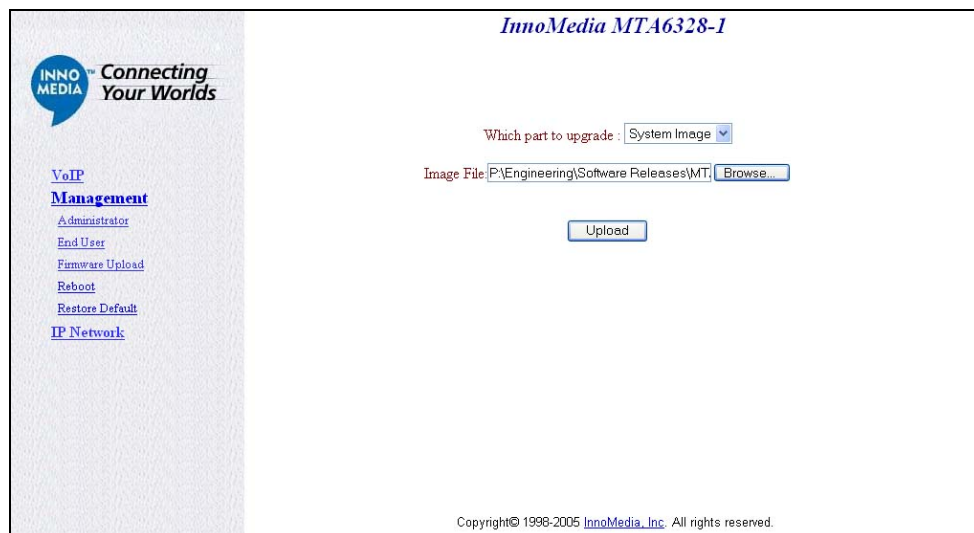 InnoMedia MTA6328-1
INNO MEDIA ™ Connecting
Your Worlds
VoIP
Management
Administrator
End User
Firmware Upload
Reboot
Restore Default
IP Network
Which part to upgrade : System Image
Image File: P:\Engineering\Software Releases\MT. Browse...
Upload
Copyright© 1998-2005 InnoMedia, Inc. All rights reserved.